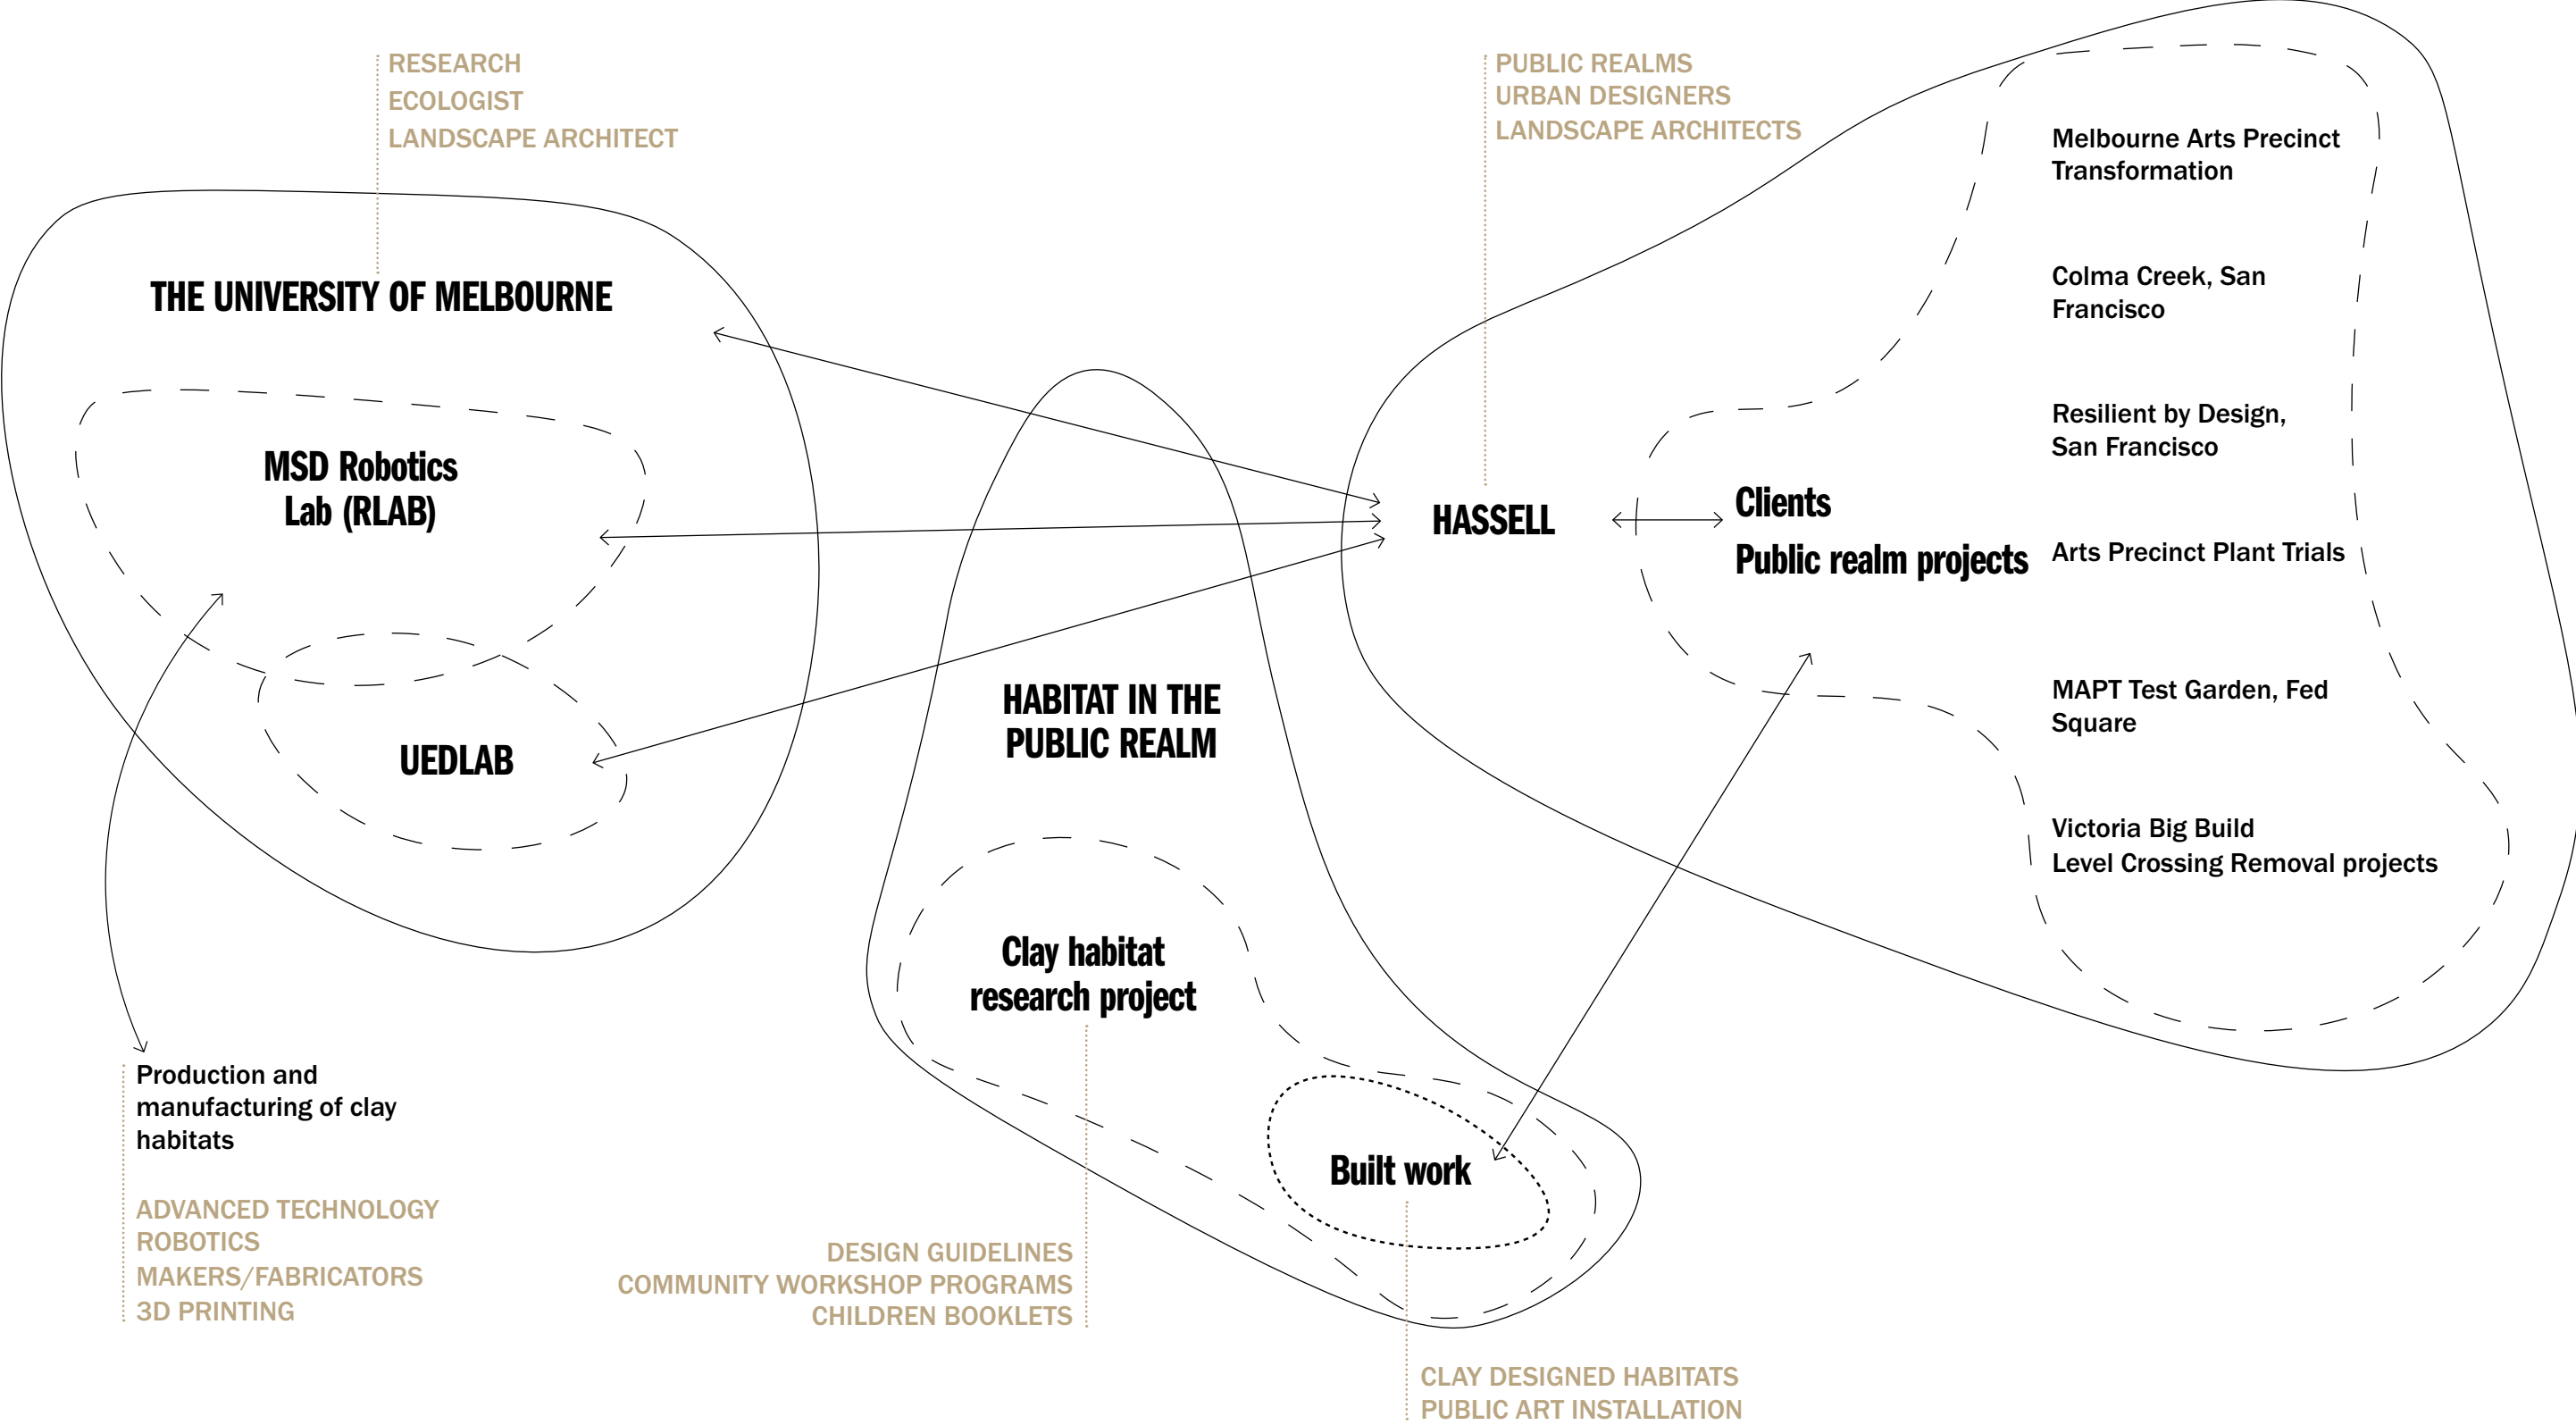 RESEARCH
ECOLOGIST
LANDSCAPE ARCHITECT
THE UNIVERSITY OF MELBOURNE
MSD Robotics
Lab (RLAB)
UEDLAB
Production and
manufacturing of clay
habitats
ADVANCED TECHNOLOGY
ROBOTICS
MAKERS/FABRICATORS
3D PRINTING
HABITAT IN THE
PUBLIC REALM
Clay habitat
research project
DESIGN GUIDELINES
COMMUNITY WORKSHOP PROGRAMS
CHILDREN BOOKLETS
Built work
CLAY DESIGNED HABITATS
PUBLIC ART INSTALLATION
PUBLIC REALMS
URBAN DESIGNERS
LANDSCAPE ARCHITECTS
HASSELL
Clients
Public realm projects
Melbourne Arts Precinct
Transformation
Colma Creek, San
Francisco
Resilient by Design,
San Francisco
Arts Precinct Plant Trials
MAPT Test Garden, Fed
Square
Victoria Big Build
Level Crossing Removal projects